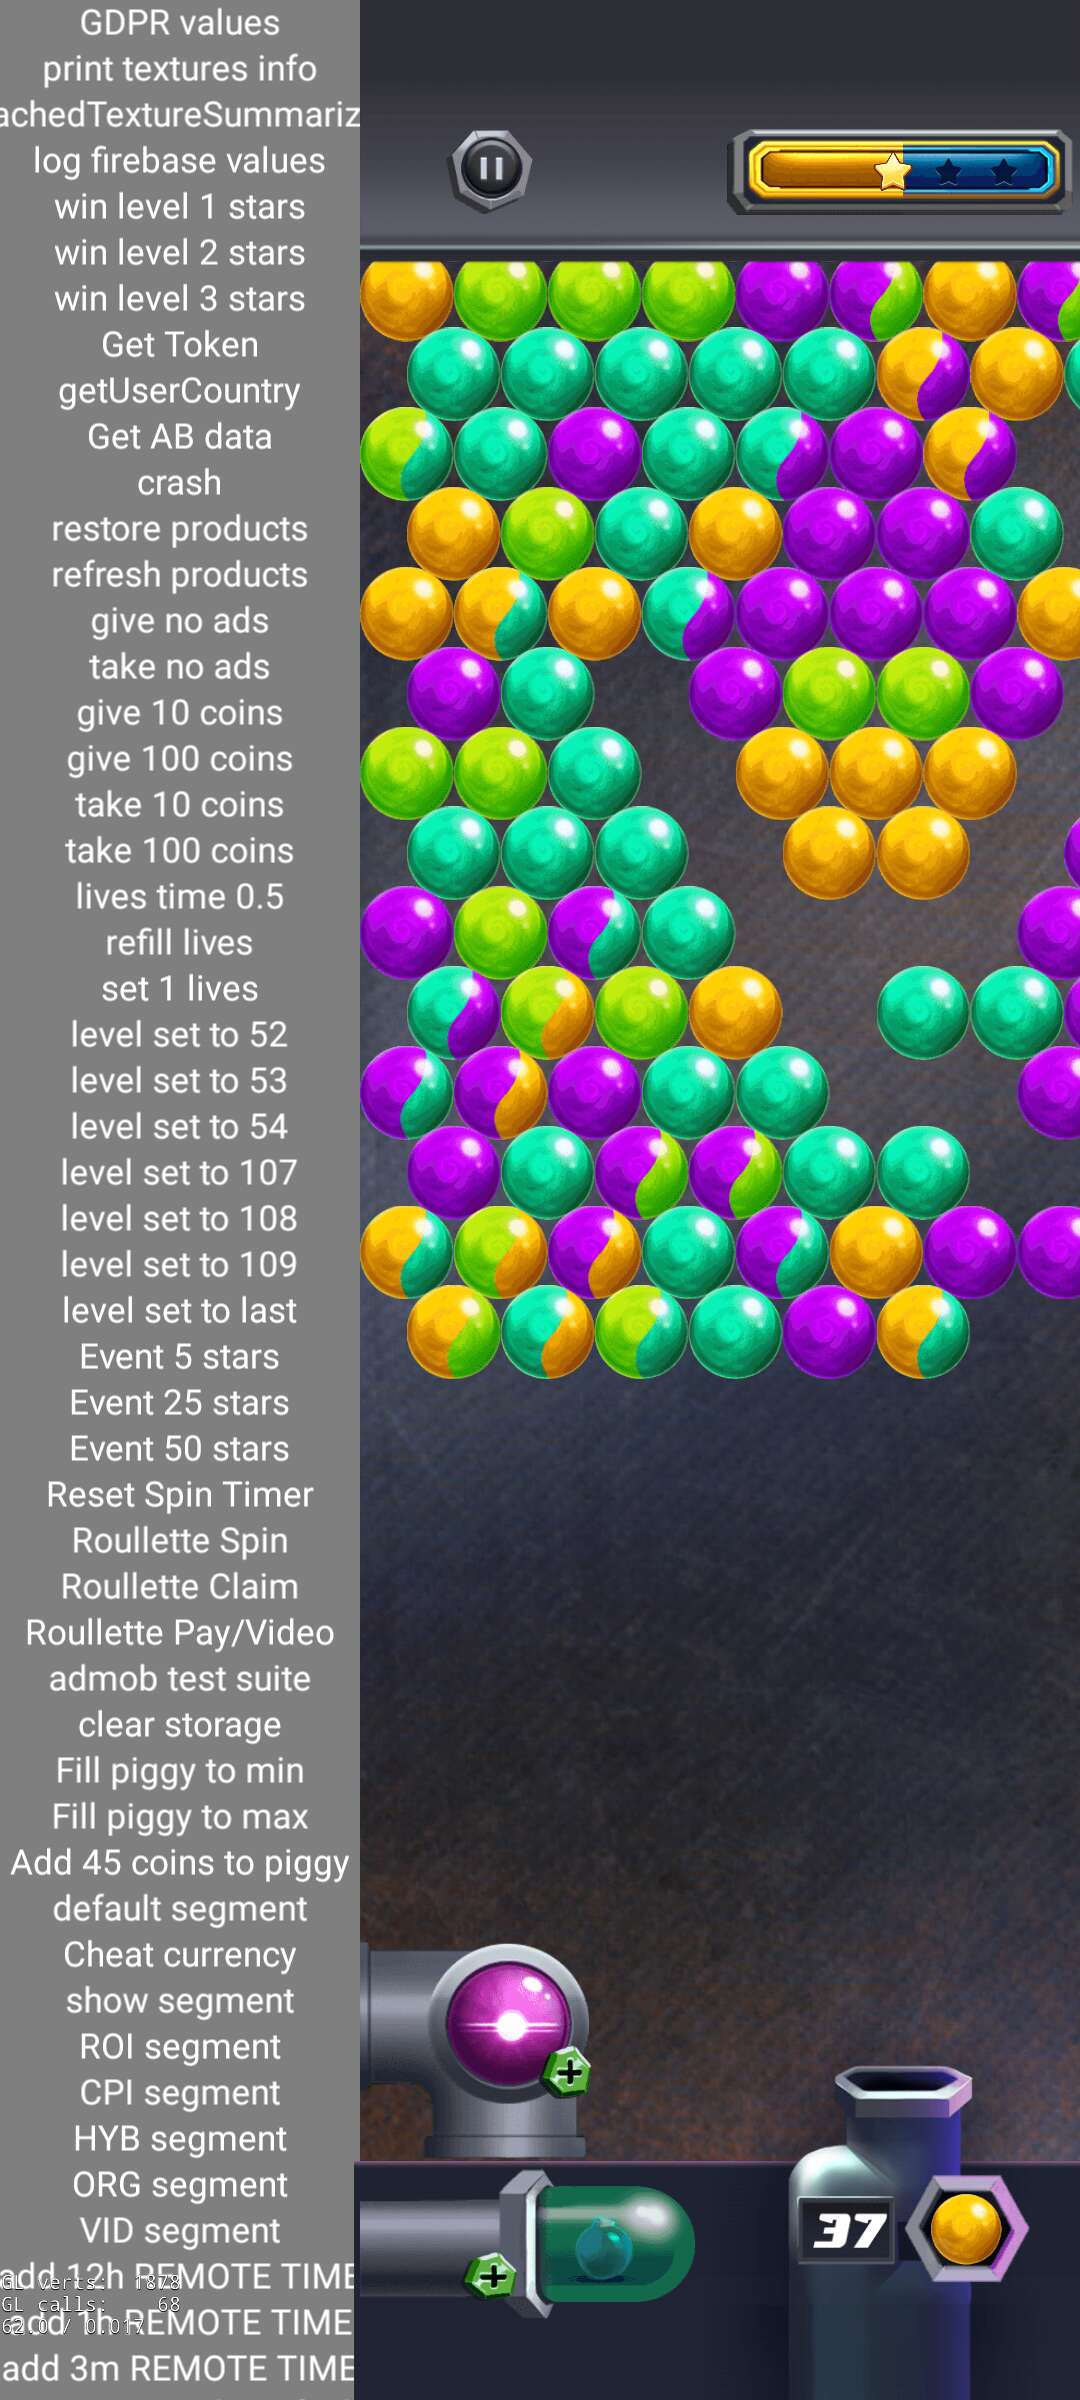 GDPR values
print textures info
achedTextureSummariz
log firebase values
win level 1 stars
win level 2 stars
win level 3 stars
Get Token
getUserCountry
Get AB data
crash
restore products
refresh products
give no ads
take no ads
give 10 coins
give 100 coins
take 10 coins
take 100 coins
lives time 0.5
refill lives
set 1 lives
level set to 52
level set to 53
level set to 54
level set to 107
level set to 108
level set to 109
level set to last
Event 5 stars
Event 25 stars
Event 50 stars
Reset Spin Timer
Roullette Spin
Roullette Claim
Roullette Pay/Video
admob test suite
clear storage
Fill piggy to min
Fill piggy to max
Add 45 coins to piggy
default segment
Cheat currency
show segment
ROI segment
CPI segment
HYB segment
ORG segment
VID segment
37
add 12h REMOTE TIME
GL verts: 1878
GL calls: 68
62.0 / 0.017
add 1h REMOTE TIME
add 3m REMOTE TIME